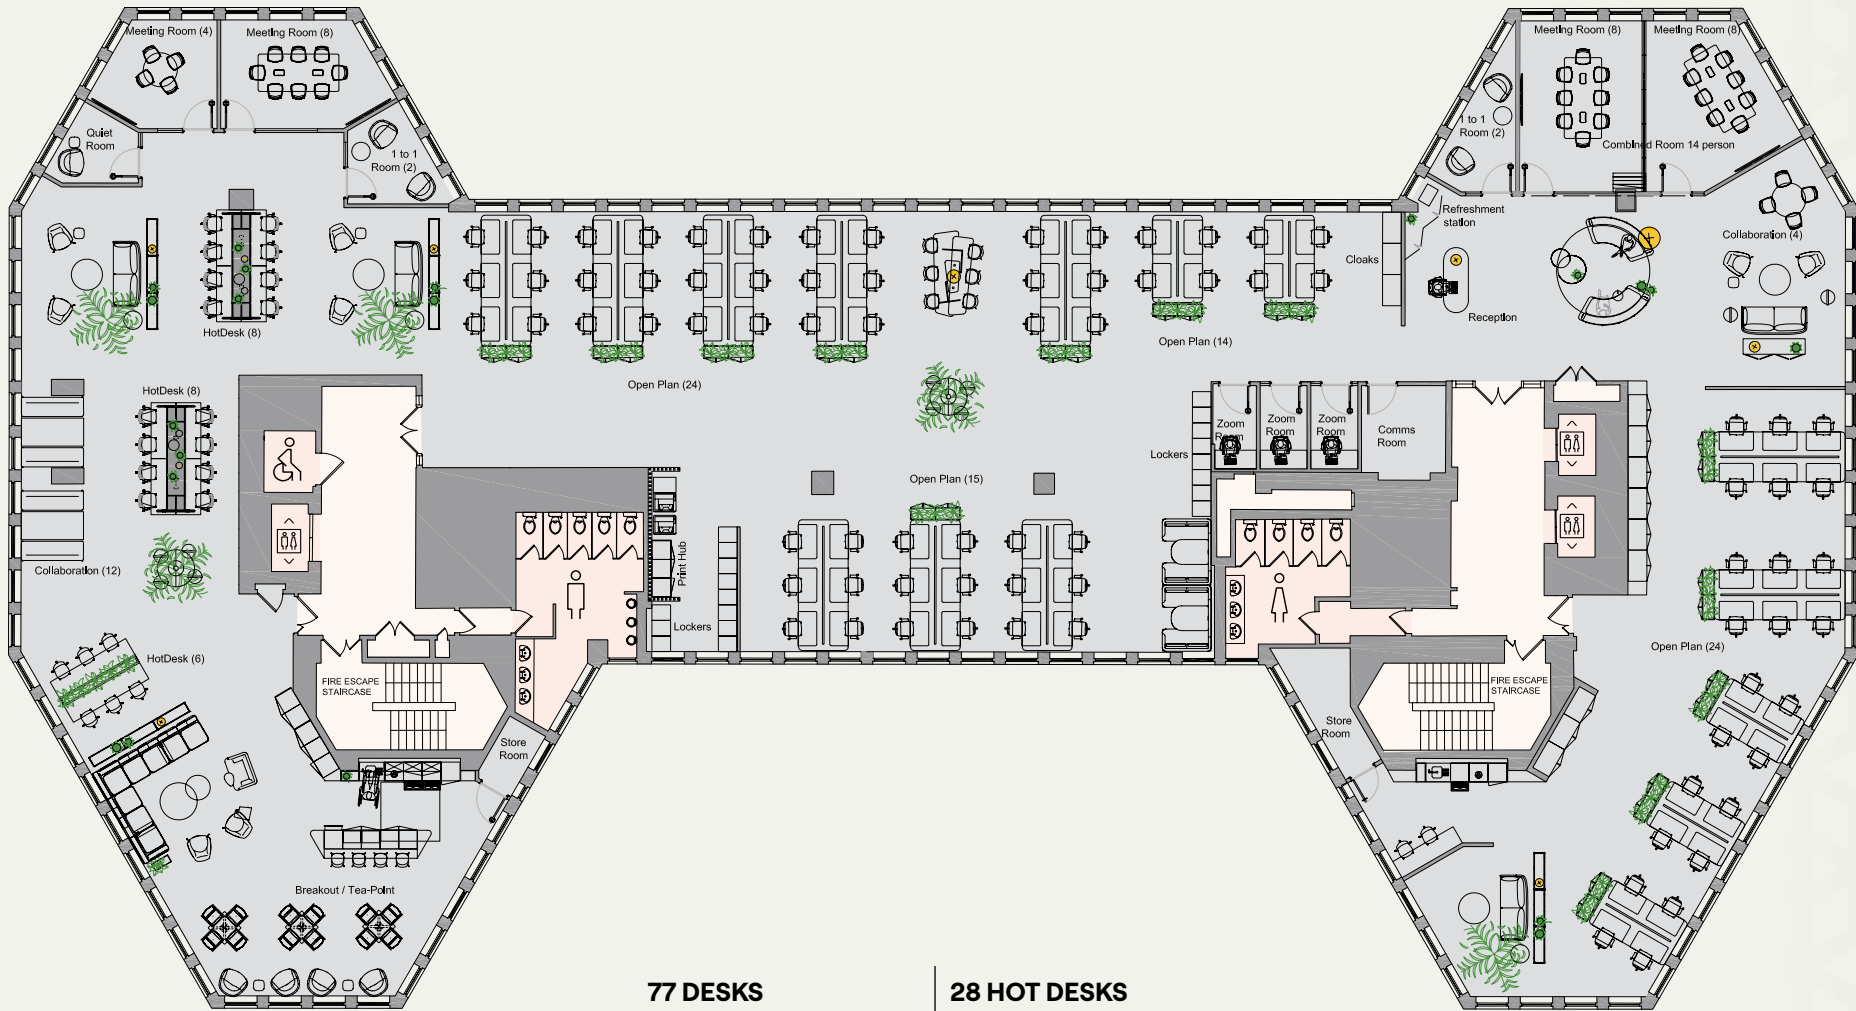 Meeting Room (4)
Meeting Room (8)
Meeting Room (8)
Meeting Room (8)
Quiet
Room
1 to 1
Room (2)
1 to 1
Room (2)
Combined Room 14 person
Refreshment
station
Collaboration (4)
Cloaks
Reception
HotDesk (8)
Open Plan (14)
Open Plan (24)
HotDesk (8)
Zoom
Room
Zoom
Room
Zoom
Room
Comms
Room
Lockers
Open Plan (15)
Print Hub
Collaboration (12)
Lockers
HotDesk (6)
Open Plan (24)
FIRE ESCAPE
STAIRCASE
FIRE ESCAPE
STAIRCASE
Store
Room
Store
Room
Breakout / Tea-Point
77 DESKS
28 HOT DESKS